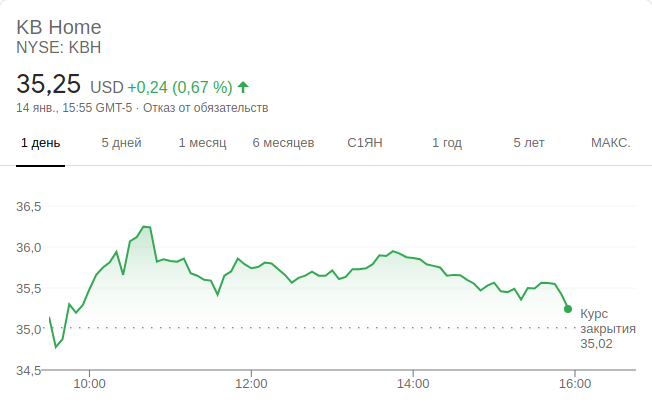 KB Home
NYSE: KBH
35,25 USD +0,24 (0,67 %)
14 янв., 15:55 GMT-5 · Отказ от обязательств
1 день 5 дней 1 месяц 6 месяцев С1ЯН 1 год 5 лет МАКС.
36,5
36,0
35,5
35,0
34,5
Курс
закрытия
35,02
10:00 12:00 14:00 16:00